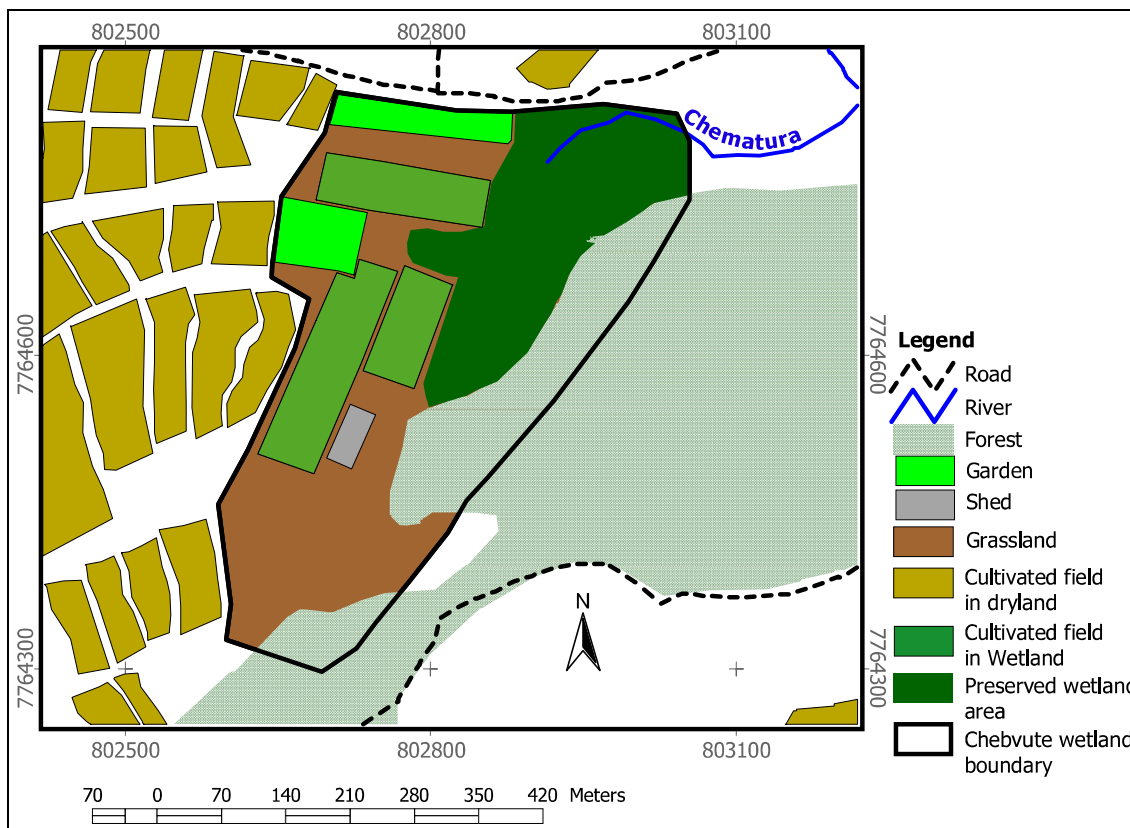 802500 802800 803100
Chematura
7764600
7764600
Legend
Road
River
Forest
Garden
Shed
Grassland
Cultivated field
in dryland
Cultivated field
in Wetland
Preserved wetland
area
Chebvute wetland
boundary
N
7764300
7764300
802500 802800 803100
70 0 70 140 210 280 350 420 Meters